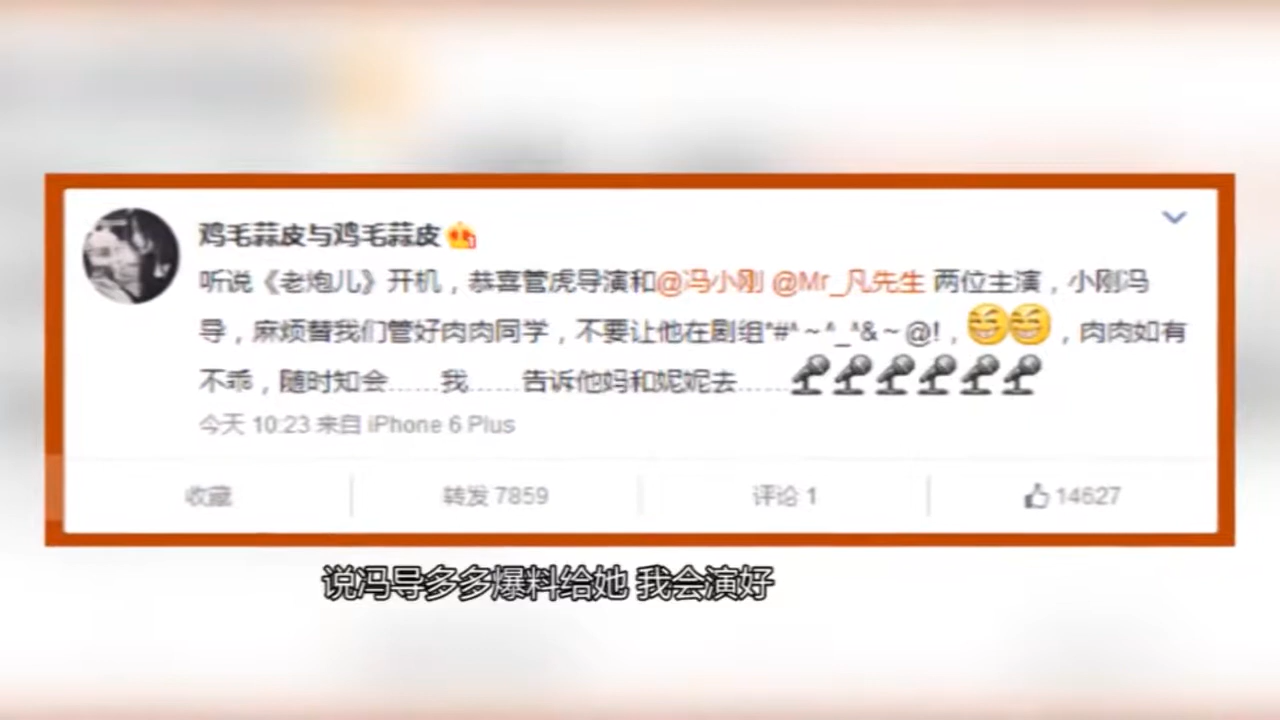 鸡毛蒜皮与鸡毛蒜皮
听说《老炮儿》开机，恭喜管虎导演和@冯小刚 @Mr_凡先生 两位主演，小刚冯
导，麻烦替我们管好肉肉同学，不要让他在剧组*#^~^_^&~@!，😁😁，肉肉如有
不乖，随时知会……我……告诉他妈和妮妮去……🎤🎤🎤🎤🎤🎤
今天 10:23 来自 iPhone 6 Plus
收藏
转发 7859
评论 1
14627
说冯导多多爆料给她 我会演好